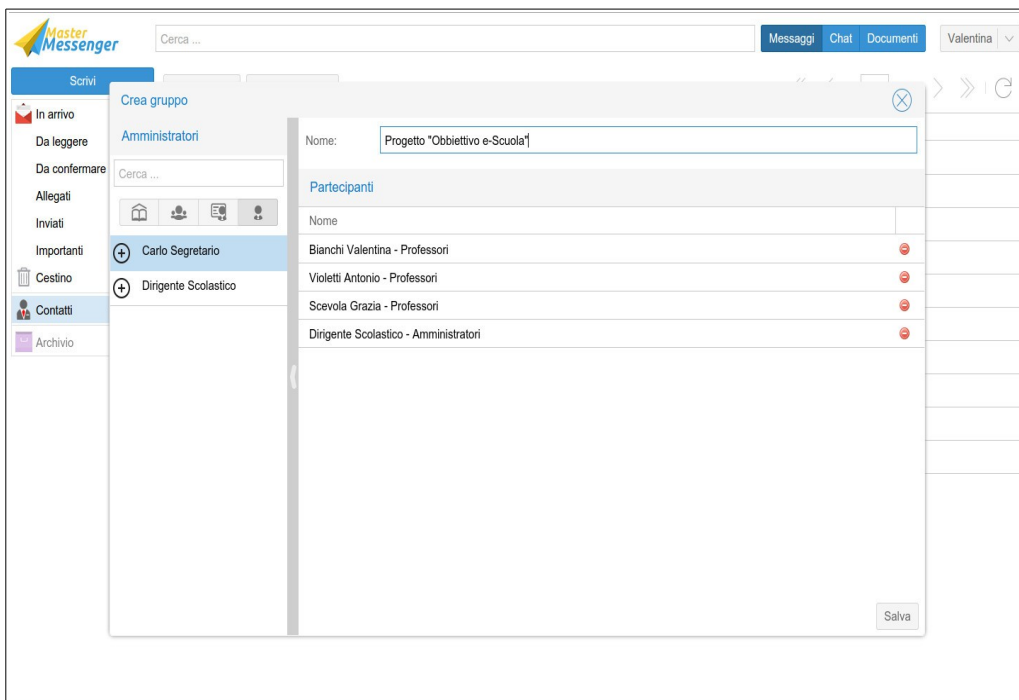 Master
Messenger
Cerca ...
Messaggi Chat Documenti
Valentina
Scrivi
In arrivo
Da leggere
Da confermare
Allegati
Inviati
Importanti
Cestino
Contatti
Archivio
Crea gruppo
Amministratori
Cerca ...
Carlo Segretario
Dirigente Scolastico
Nome: Progetto "Obbiettivo e-Scuola"
Partecipanti
Nome
Bianchi Valentina - Professori
Violetti Antonio - Professori
Scevola Grazia - Professori
Dirigente Scolastico - Amministratori
Salva